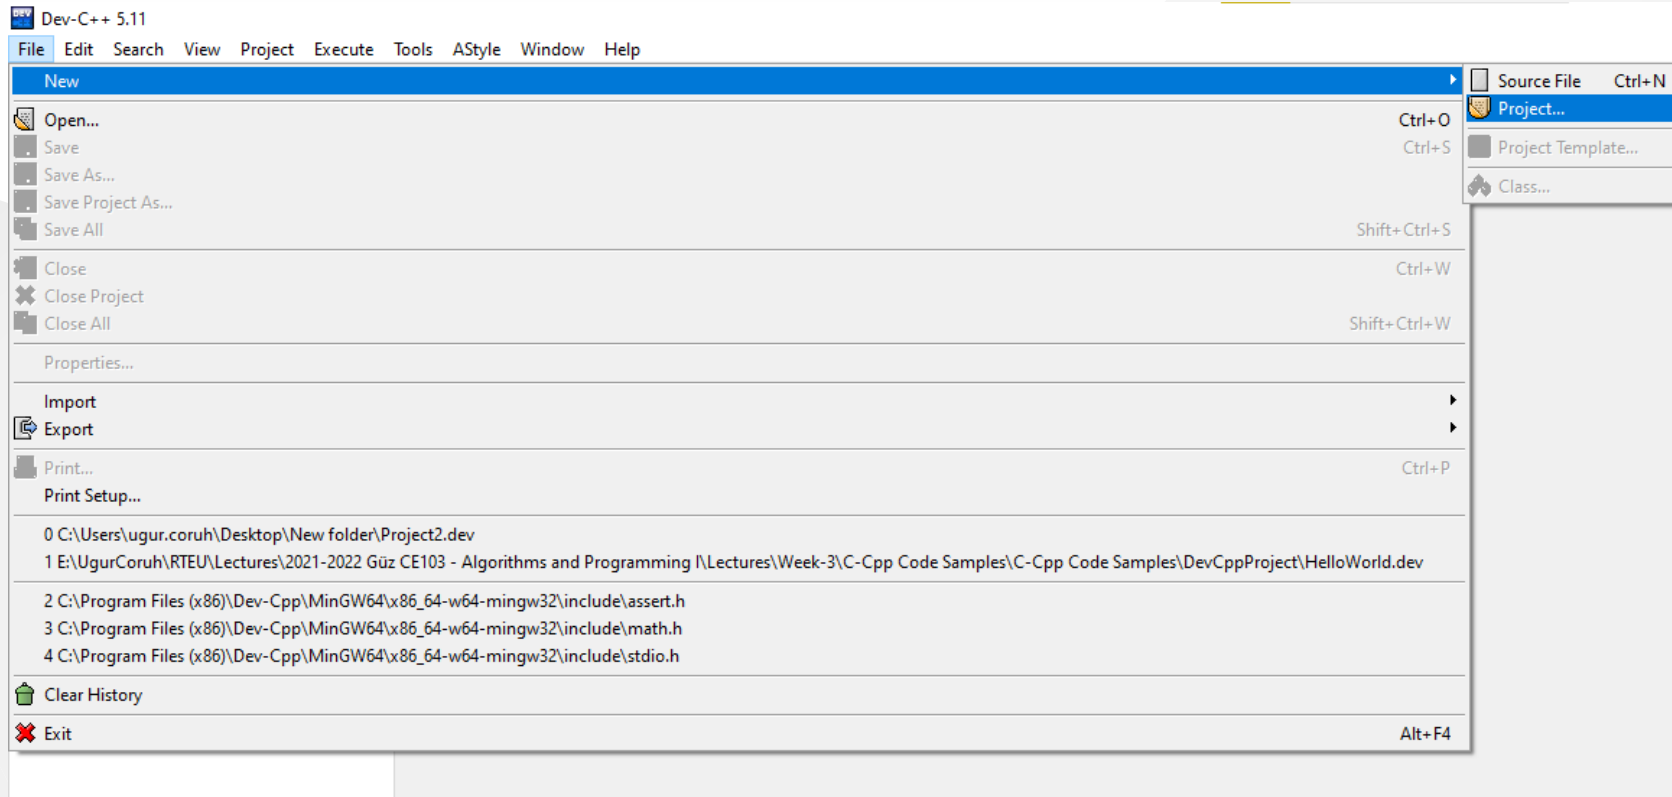 Dev-C++ 5.11
File Edit Search View Project Execute Tools AStyle Window Help
New
Source File Ctrl+N
Project...
Project Template...
Class...
Open... Ctrl+O
Save Ctrl+S
Save As...
Save Project As...
Save All Shift+Ctrl+S
Close Ctrl+W
Close Project
Close All Shift+Ctrl+W
Properties...
Import
Export
Print... Ctrl+P
Print Setup...
0 C:\Users\ugur.coruh\Desktop\New folder\Project2.dev
1 E:\UgurCoruh\RTEU\Lectures\2021-2022 Güz CE103 - Algorithms and Programming I\Lectures\Week-3\C-Cpp Code Samples\C-Cpp Code Samples\DevCppProject\HelloWorld.dev
2 C:\Program Files (x86)\Dev-Cpp\MinGW64\x86_64-w64-mingw32\include\assert.h
3 C:\Program Files (x86)\Dev-Cpp\MinGW64\x86_64-w64-mingw32\include\math.h
4 C:\Program Files (x86)\Dev-Cpp\MinGW64\x86_64-w64-mingw32\include\stdio.h
Clear History
Exit Alt+F4